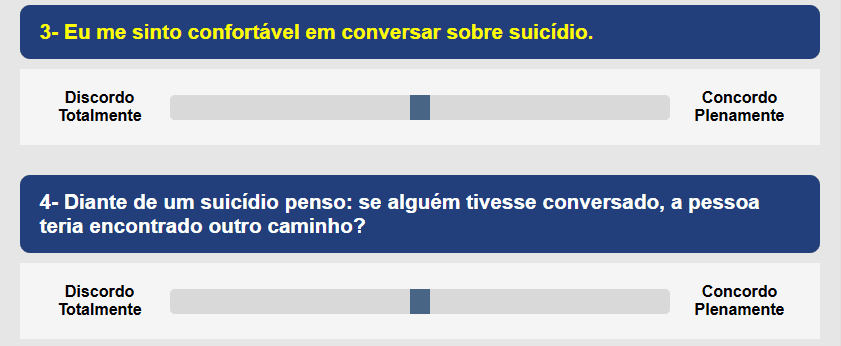 3- Eu me sinto confortável em conversar sobre suicídio.
Discordo
Totalmente
Concordo
Plenamente
4- Diante de um suicídio penso: se alguém tivesse conversado, a pessoa
teria encontrado outro caminho?
Discordo
Totalmente
Concordo
Plenamente